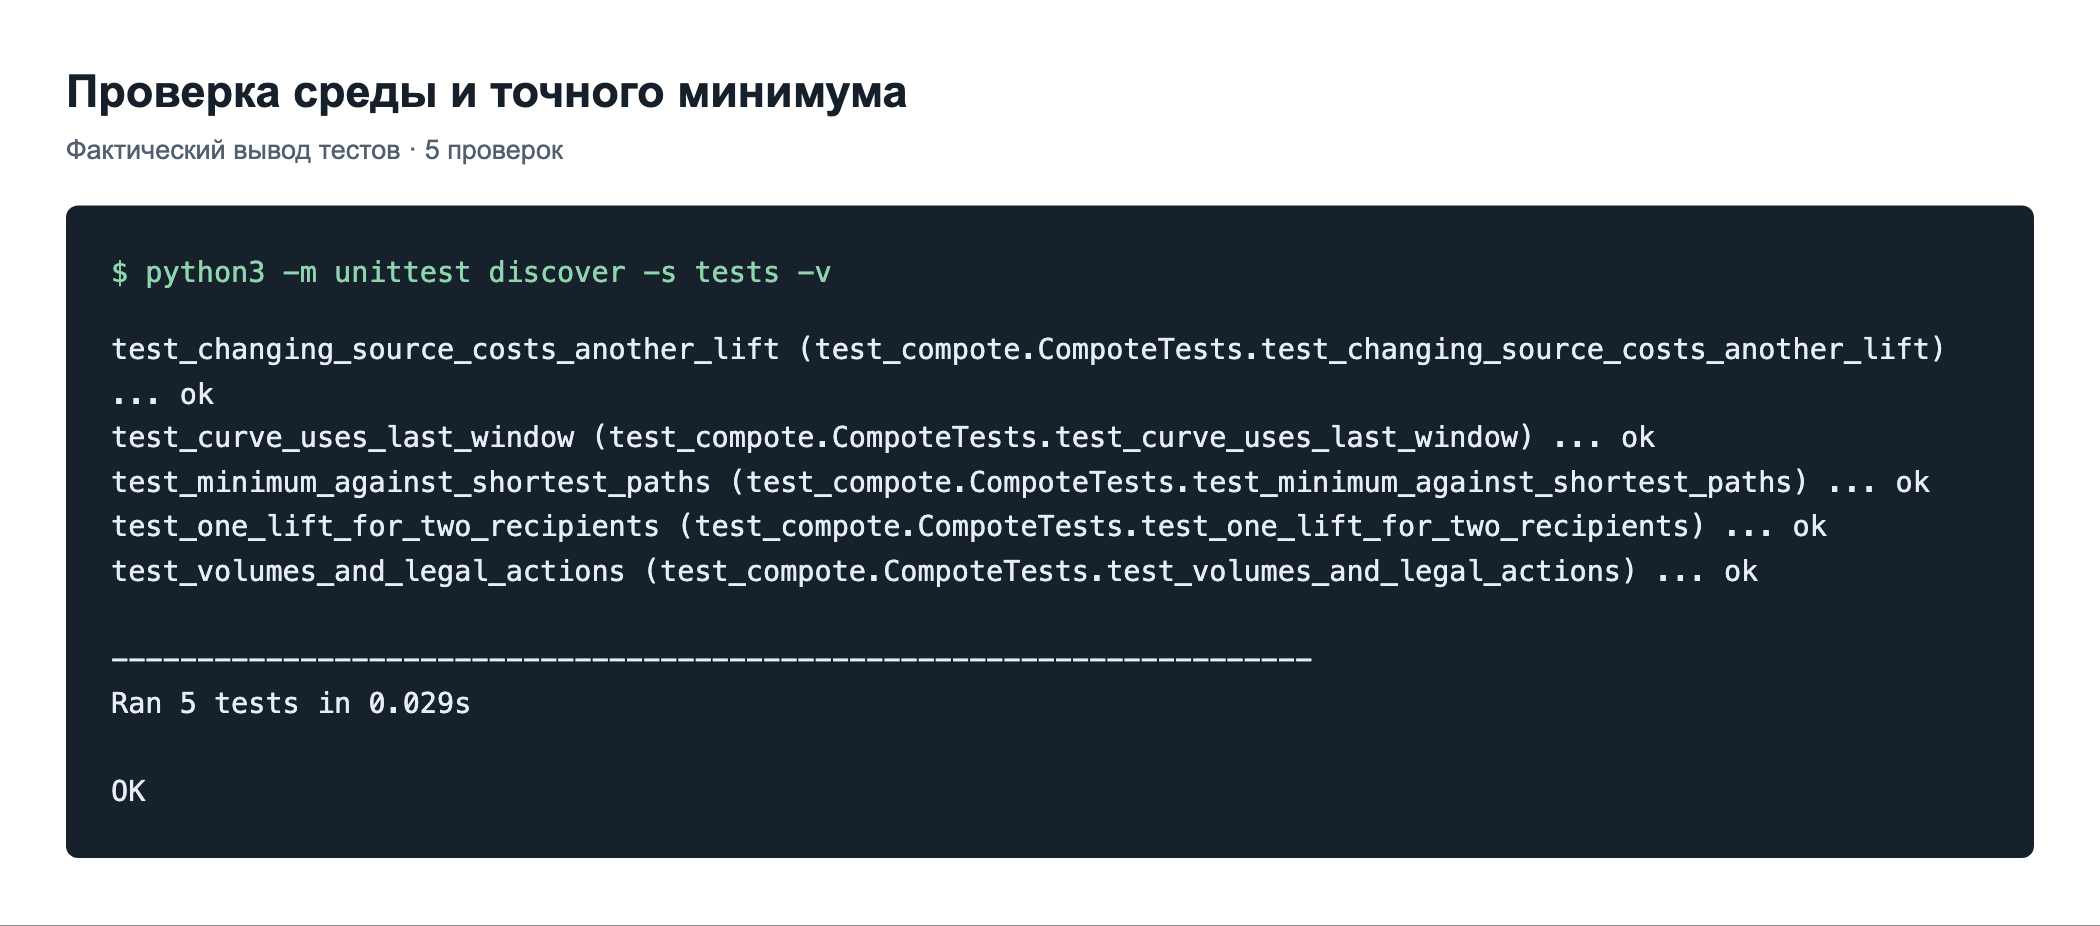 Проверка среды и точного минимума
Фактический вывод тестов · 5 проверок
$ python3 -m unittest discover -s tests -v
test_changing_source_costs_another_lift (test_compote.CompoteTests.test_changing_source_costs_another_lift)
... ok
test_curve_uses_last_window (test_compote.CompoteTests.test_curve_uses_last_window) ... ok
test_minimum_against_shortest_paths (test_compote.CompoteTests.test_minimum_against_shortest_paths) ... ok
test_one_lift_for_two_recipients (test_compote.CompoteTests.test_one_lift_for_two_recipients) ... ok
test_volumes_and_legal_actions (test_compote.CompoteTests.test_volumes_and_legal_actions) ... ok
----------------------------------------------------------------------
Ran 5 tests in 0.029s
OK